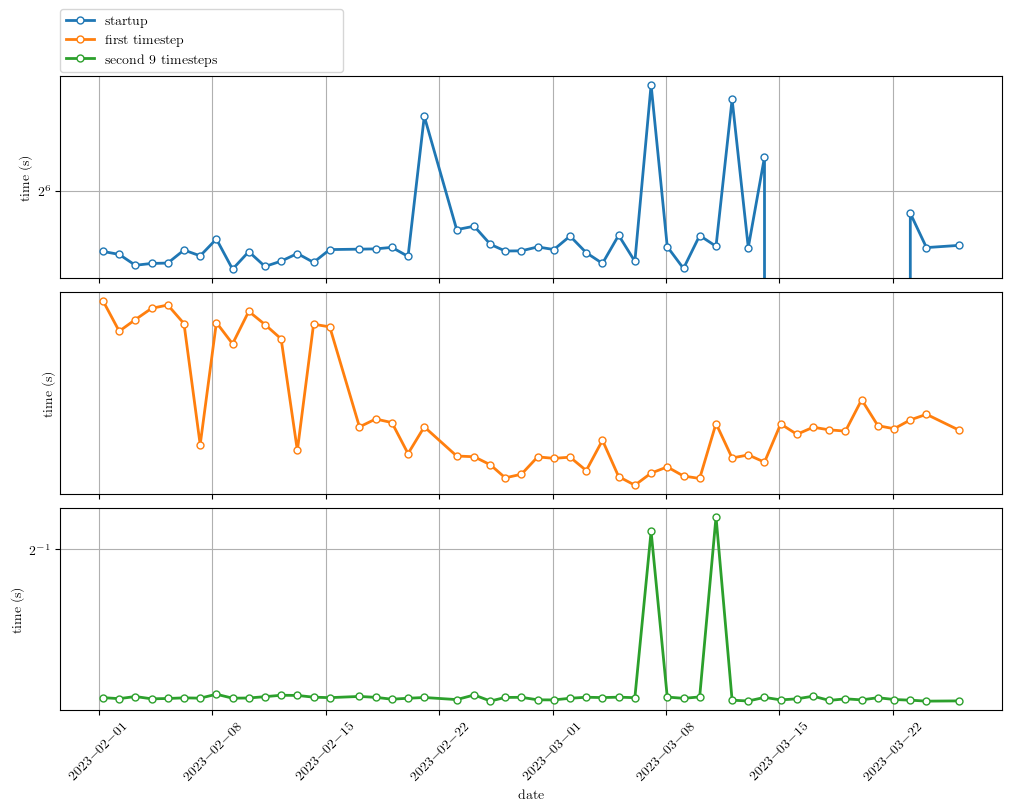 startup
first timestep
second 9 timesteps
time (s)
2^6
time (s)
time (s)
2^−1
2023−02−01
2023−02−08
2023−02−15
2023−02−22
2023−03−01
2023−03−08
2023−03−15
2023−03−22
date